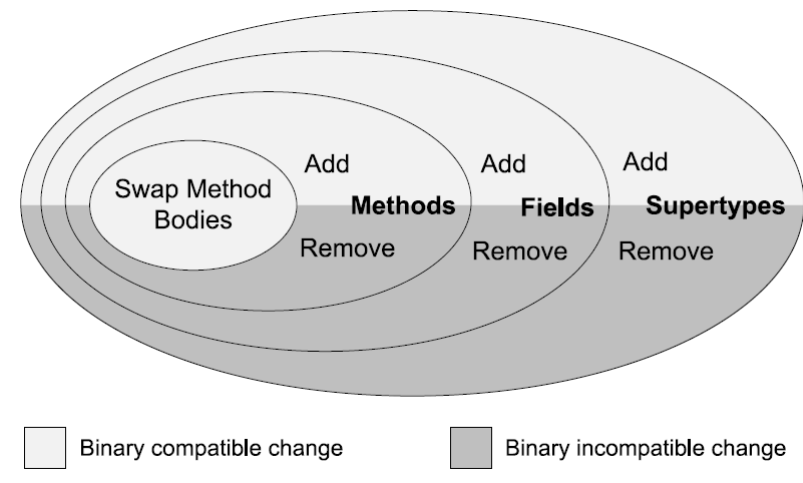 Swap Method
Bodies
Add
Methods
Remove
Add
Fields
Remove
Add
Supertypes
Remove
Binary compatible change
Binary incompatible change